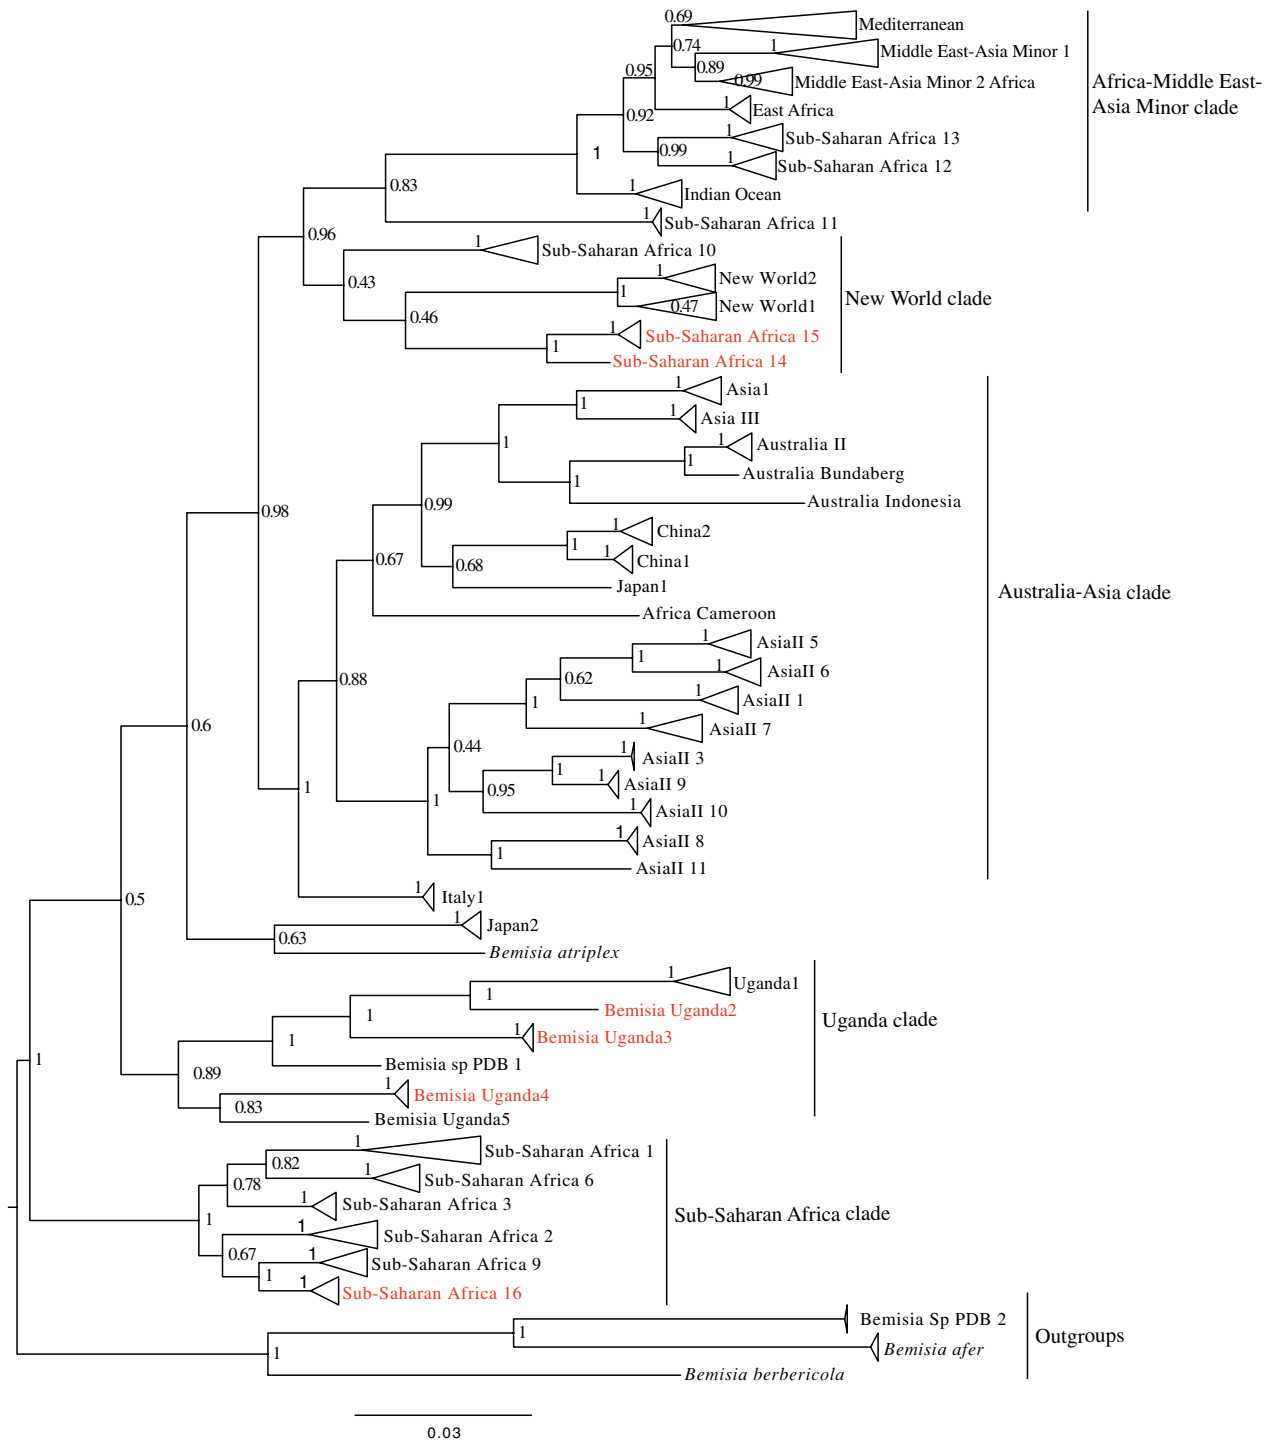 0.69
Mediterranean
0.74
1
Middle East-Asia Minor 1
0.89
0.99
Middle East-Asia Minor 2 Africa
0.95
1
East Africa
0.92
1
Sub-Saharan Africa 13
0.99
1
Sub-Saharan Africa 12
1
1
Indian Ocean
0.83
1
Sub-Saharan Africa 11
Africa-Middle East-
Asia Minor clade
0.96
1
Sub-Saharan Africa 10
0.43
1
New World2
1
0.47
New World1
0.46
1
Sub-Saharan Africa 15
1
Sub-Saharan Africa 14
New World clade
0.98
1
Asia1
1
1
Asia III
1
1
Australia II
1
Australia Bundaberg
1
Australia Indonesia
0.99
1
China2
1
1
China1
0.68
Japan1
0.67
Africa Cameroon
Australia-Asia clade
0.88
1
AsiaII 5
1
1
AsiaII 6
0.62
1
AsiaII 1
1
1
AsiaII 7
0.44
1
AsiaII 3
1
1
AsiaII 9
0.95
1
AsiaII 10
1
1
AsiaII 8
1
AsiaII 11
1
1
Italy1
0.6
1
Japan2
0.63
Bemisia atriplex
0.5
1
Uganda1
1
Bemisia Uganda2
1
1
Bemisia Uganda3
1
Bemisia sp PDB 1
0.89
1
Bemisia Uganda4
0.83
Bemisia Uganda5
Uganda clade
1
1
Sub-Saharan Africa 1
0.82
1
Sub-Saharan Africa 6
0.78
1
Sub-Saharan Africa 3
1
1
Sub-Saharan Africa 2
0.67
1
Sub-Saharan Africa 9
1
1
Sub-Saharan Africa 16
Sub-Saharan Africa clade
Bemisia Sp PDB 2
1
Bemisia afer
1
Bemisia berbericola
Outgroups
0.03